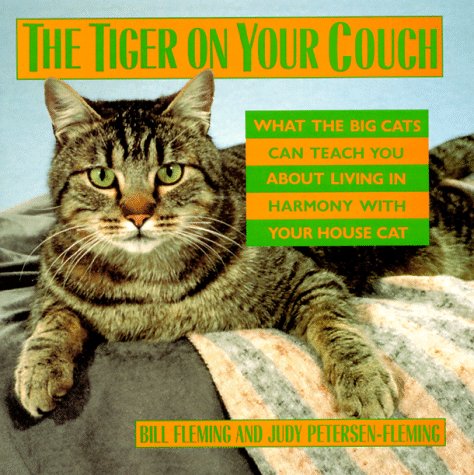 THE TIGER ON YOUR COUCH
WHAT THE BIG CATS
CAN TEACH YOU
ABOUT LIVING IN
HARMONY WITH
YOUR HOUSE CAT
BILL FLEMING AND JUDY PETERSEN-FLEMING